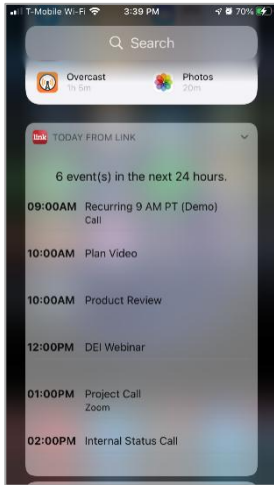 T-Mobile Wi-Fi 3:39 PM 70%
Search
Overcast Photos
1h 5m 20m
link TODAY FROM LINK
6 event(s) in the next 24 hours.
09:00AM Recurring 9 AM PT (Demo)
Call
10:00AM Plan Video
10:00AM Product Review
12:00PM DEI Webinar
01:00PM Project Call
Zoom
02:00PM Internal Status Call